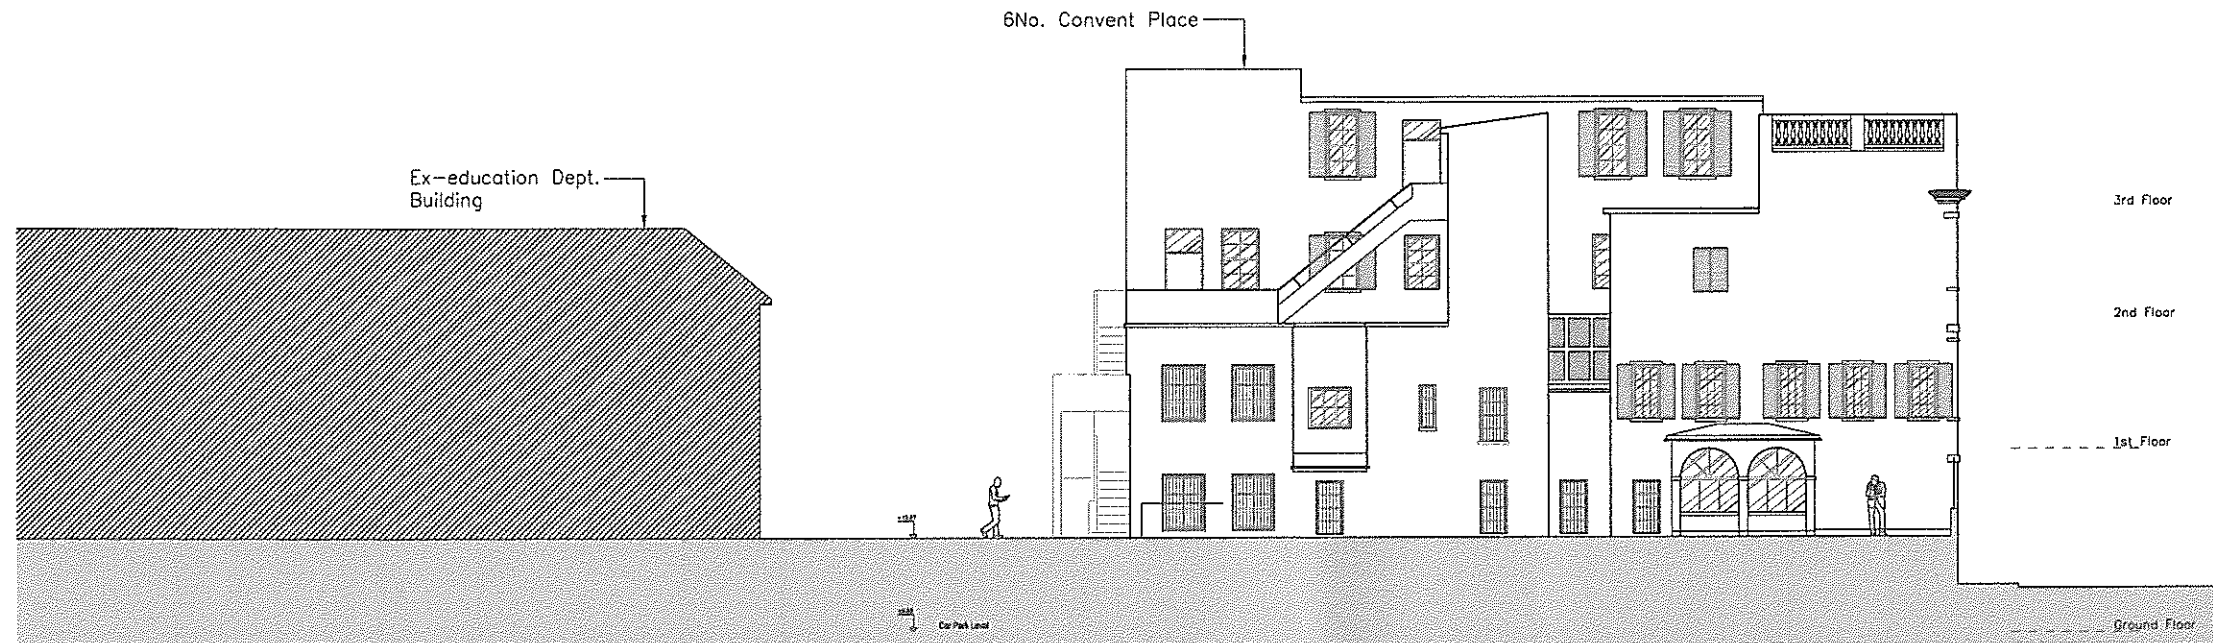 6No. Convent Place
Ex-education Dept.
Building
3rd Floor
2nd Floor
1st Floor
Car Park Level
Ground Floor